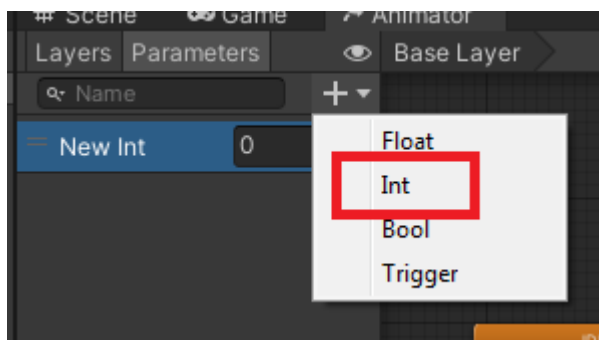 # Scene Game Animator
Layers Parameters Base Layer
Name
New Int 0
Float
Int
Bool
Trigger